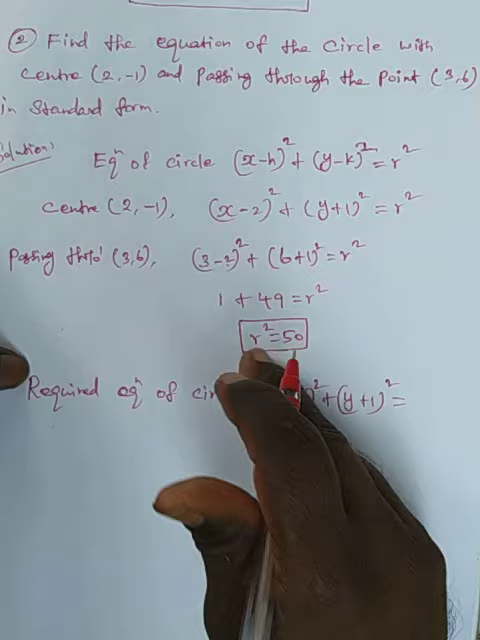 ② Find the equation of the circle with
centre (2,-1) and passing through the point (3,6)
in standard form.
Solution:
Eqⁿ of circle (x-h)² + (y-k)² = r²
centre (2,-1), (x-2)² + (y+1)² = r²
passing thro' (3,6), (3-2)² + (6+1)² = r²
1 + 49 = r²
r² = 50
Required eqⁿ of cir )² + (y+1)² =